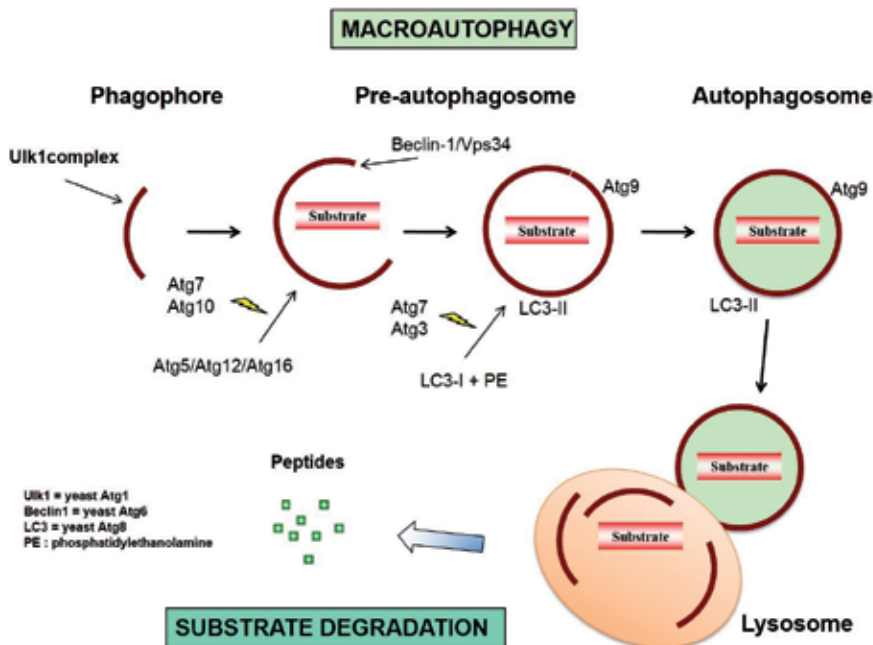 MACROAUTOPHAGY
Phagophore
Pre-autophagosome
Autophagosome
Ulk1complex
Beclin-1/Vps34
Atg9
Atg9
Substrate
Substrate
Substrate
Atg7
Atg10
Atg7
Atg3
LC3-II
LC3-II
Atg5/Atg12/Atg16
LC3-I + PE
Substrate
Substrate
Peptides
Ulk1 = yeast Atg1
Beclin1 = yeast Atg6
LC3 = yeast Atg8
PE : phosphatidylethanolamine
Lysosome
SUBSTRATE DEGRADATION